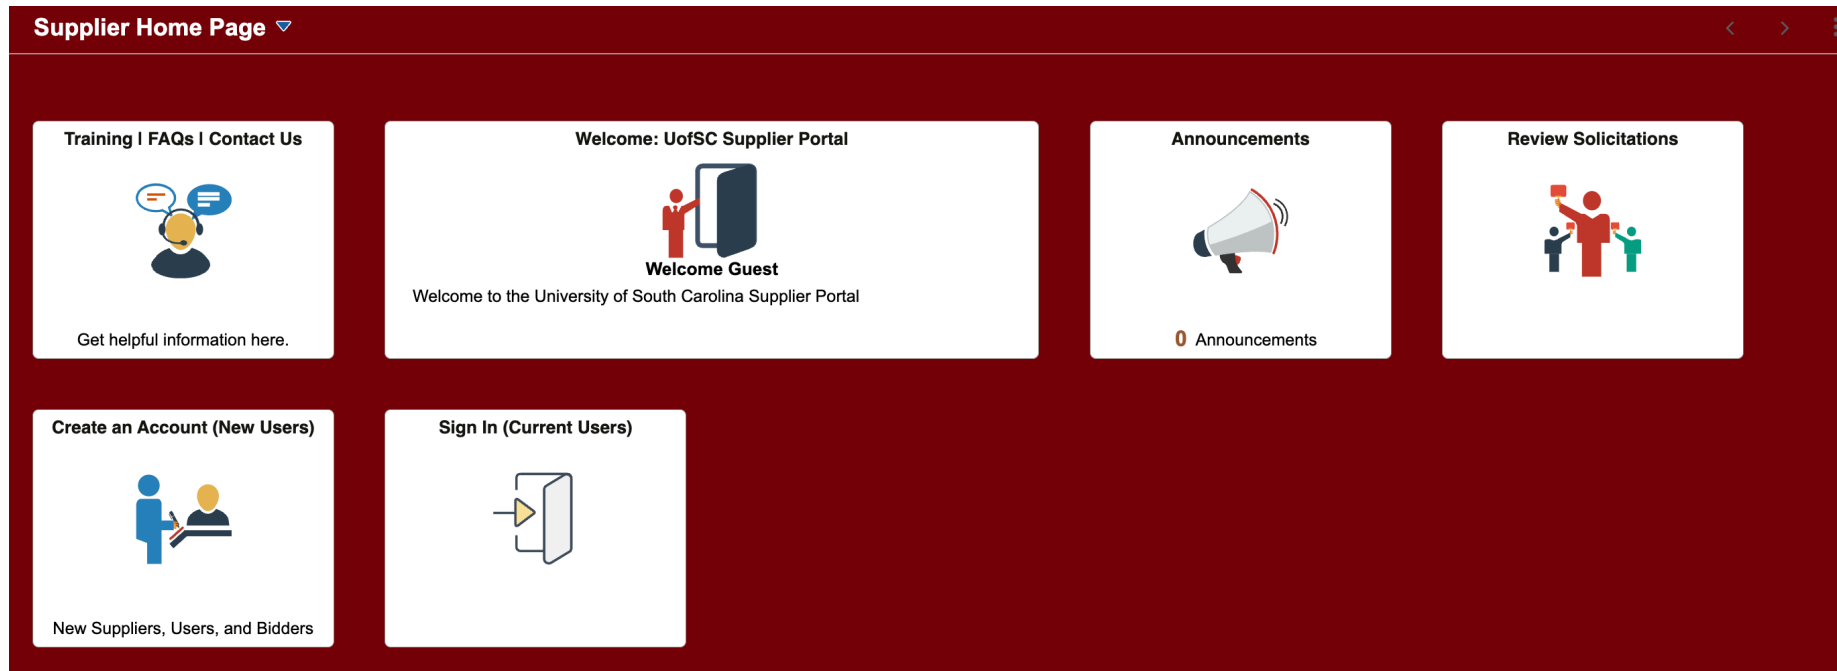 Supplier Home Page
Training | FAQs | Contact Us
Get helpful information here.
Welcome: UofSC Supplier Portal
Welcome Guest
Welcome to the University of South Carolina Supplier Portal
Announcements
0 Announcements
Review Solicitations
Create an Account (New Users)
New Suppliers, Users, and Bidders
Sign In (Current Users)